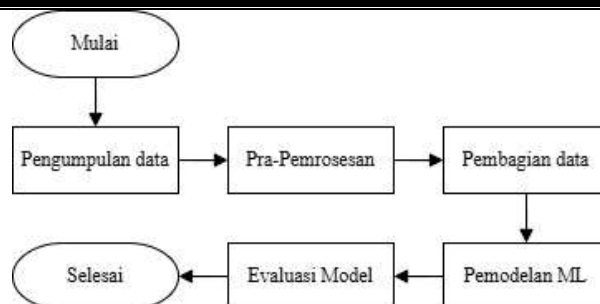 Mulai
Pengumpulan data
Pra-Pemrosesan
Pembagian data
Pemodelan ML
Evaluasi Model
Selesai